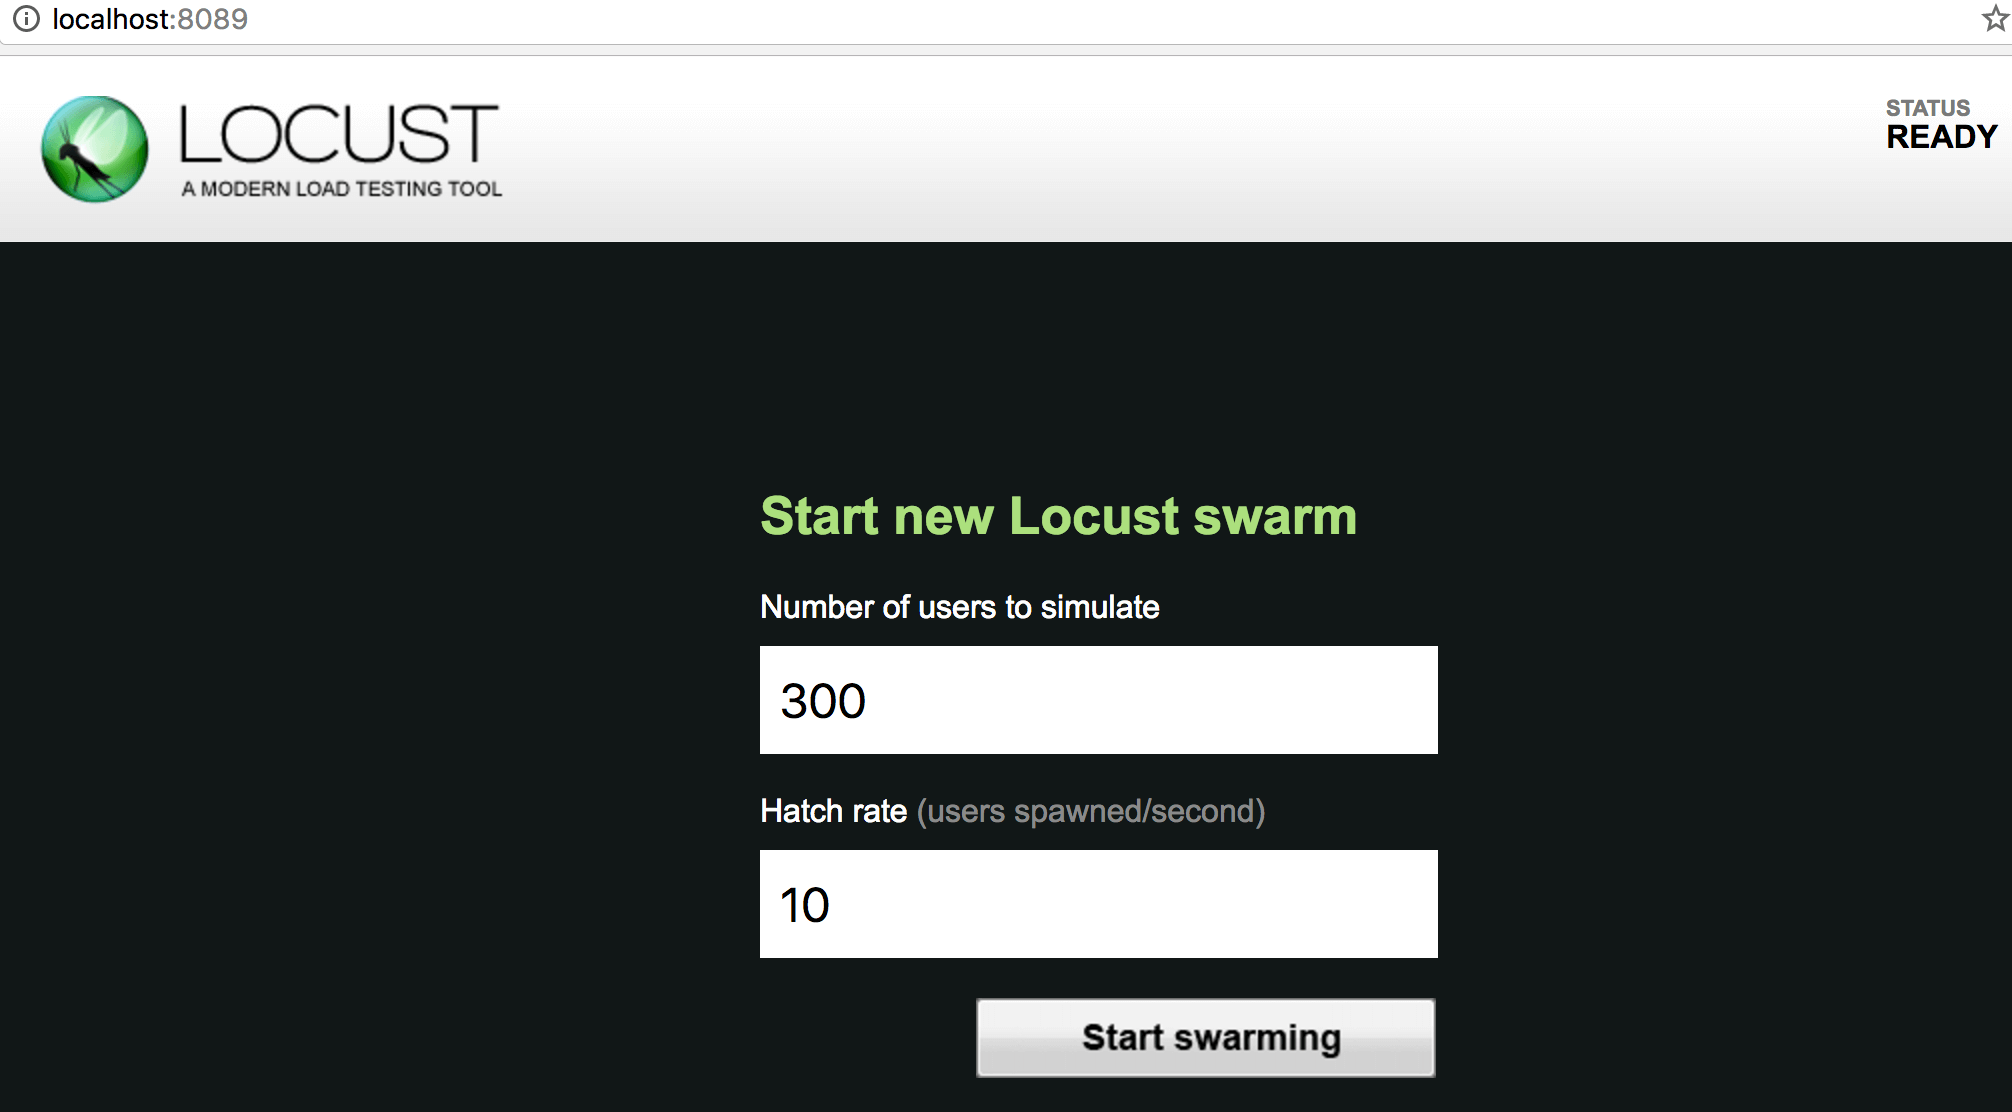 localhost:8089
LOCUST
A MODERN LOAD TESTING TOOL
STATUS
READY
Start new Locust swarm
Number of users to simulate
300
Hatch rate (users spawned/second)
10
Start swarming